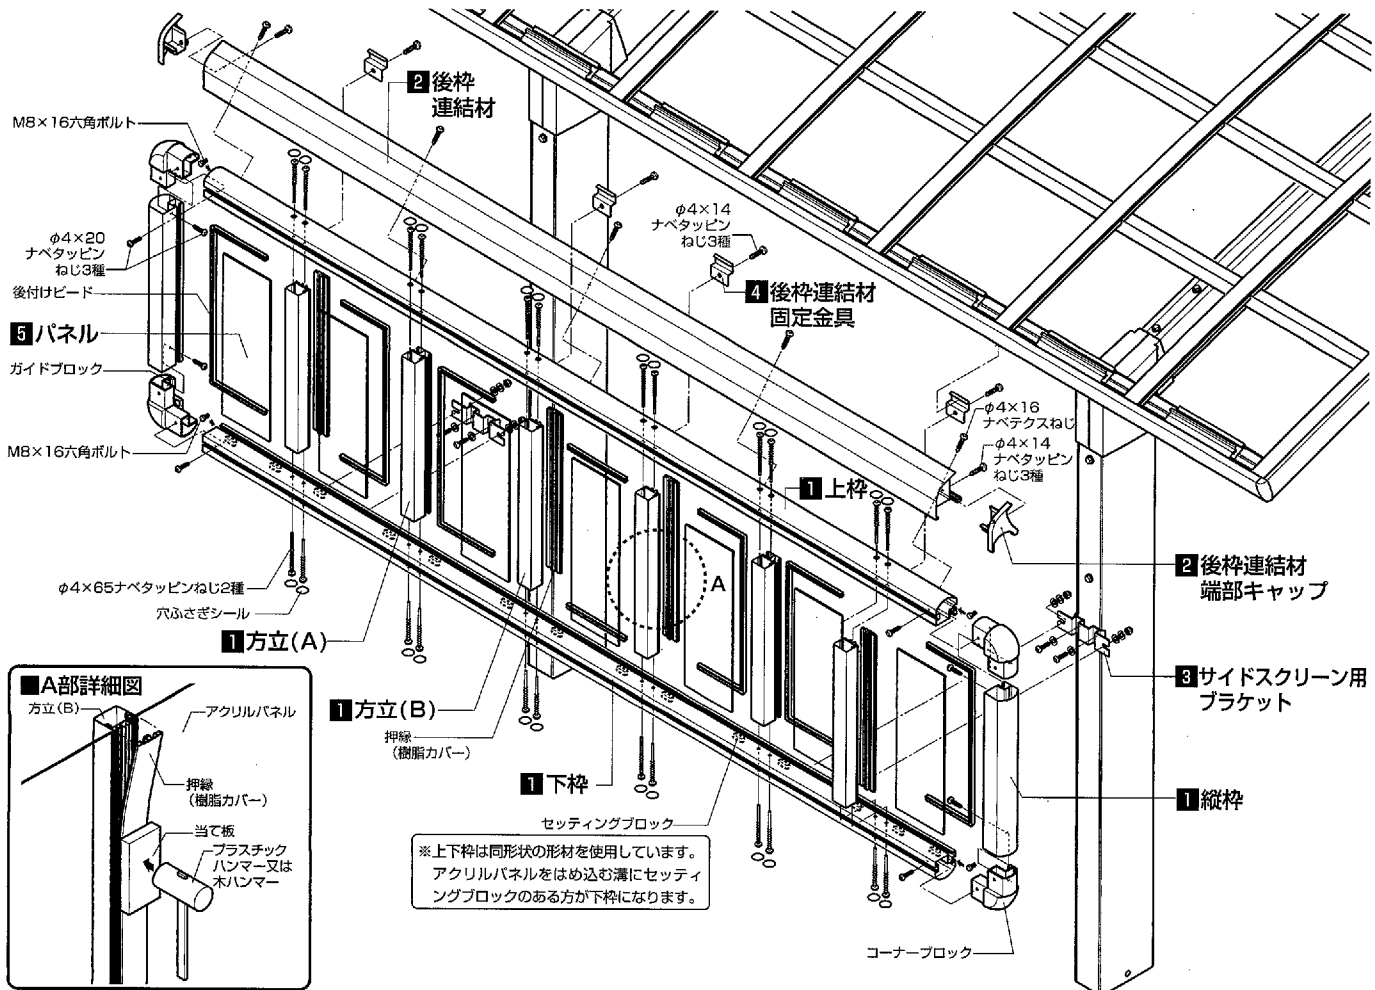 2 後枠
連結材
M8×16六角ボルト
φ4×20
ナベタッピン
ねじ3種
後付けビード
5 パネル
ガイドブロック
M8×16六角ボルト
φ4×14
ナベタッピン
ねじ3種
4 後枠連結材
固定金具
φ4×16
ナベテクスねじ
φ4×14
ナベタッピン
ねじ3種
1 上枠
A
2 後枠連結材
端部キャップ
φ4×65ナベタッピンねじ2種
穴ふさぎシール
1 方立(A)
1 方立(B)
押縁
(樹脂カバー)
1 下枠
セッティングブロック
3 サイドスクリーン用
ブラケット
1 縦枠
コーナーブロック
※上下枠は同形状の形材を使用しています。
アクリルパネルをはめ込む溝にセッティ
ングブロックのある方が下枠になります。
■A部詳細図
方立(B)
アクリルパネル
押縁
(樹脂カバー)
当て板
プラスチック
ハンマー又は
木ハンマー